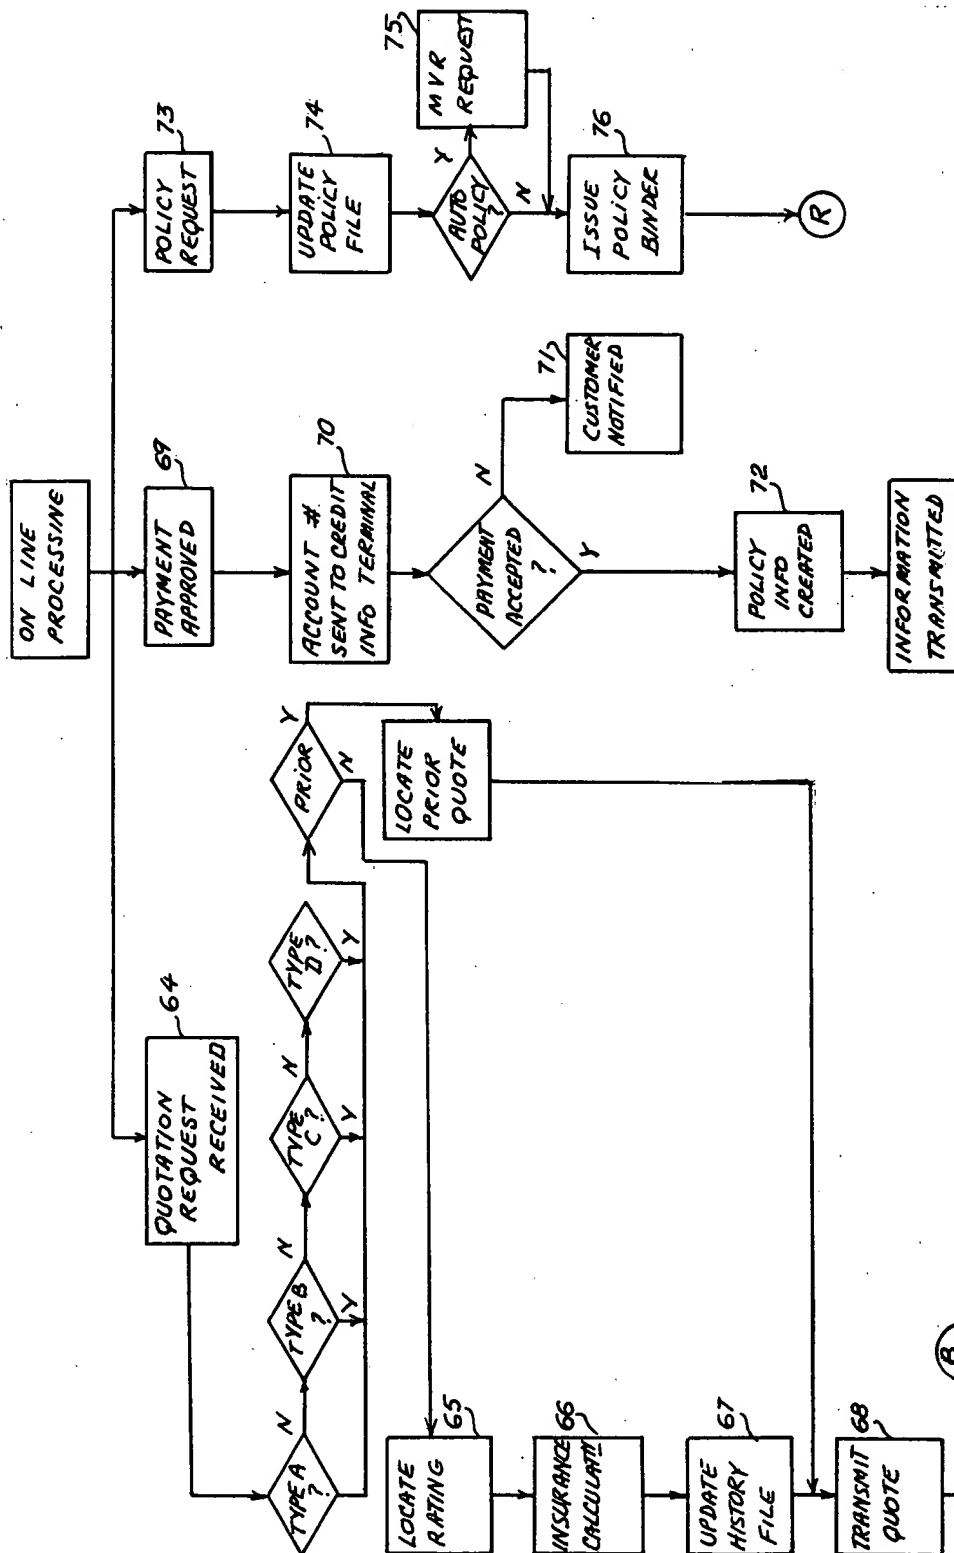 ON LINE
PROCESSINE
64
QUOTATION
REQUEST
RECEIVED
TYPE A
?
N
TYPE B
?
N
Y
TYPE
C?
N
Y
TYPE
D?
Y
PRIOR
Y
N
LOCATE
PRIOR
QUOTE
65
LOCATE
RATING
66
INSURANCE
CALCULAT
67
UPDATE
HISTORY
FILE
68
TRANSMIT
QUOTE
69
PAYMENT
APPROVED
70
ACCOUNT #
SENT TO CREDIT
INFO TERMINAL
PAYMENT
ACCEPTED
?
N
Y
71
CUSTOMER
NOTIFIED
72
POLICY
INFO
CREATED
INFORMATION
TRANSMITTED
73
POLICY
REQUEST
74
UPDATE
POLICY
FILE
AUTO
POLICY?
Y
N
75
MVR
REQUEST
76
ISSUE
POLICY
BINDER
R